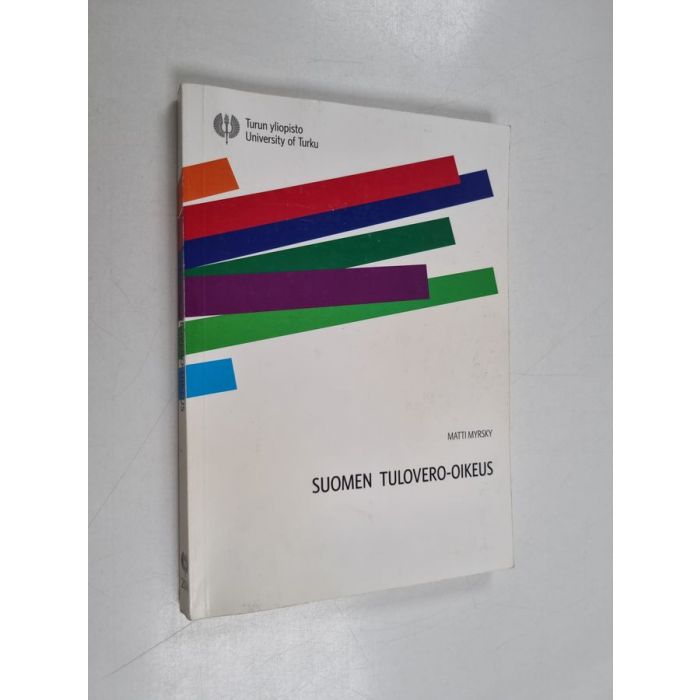 Turun yliopisto
University of Turku
MATTI MYRSKY
SUOMEN TULOVERO-OIKEUS